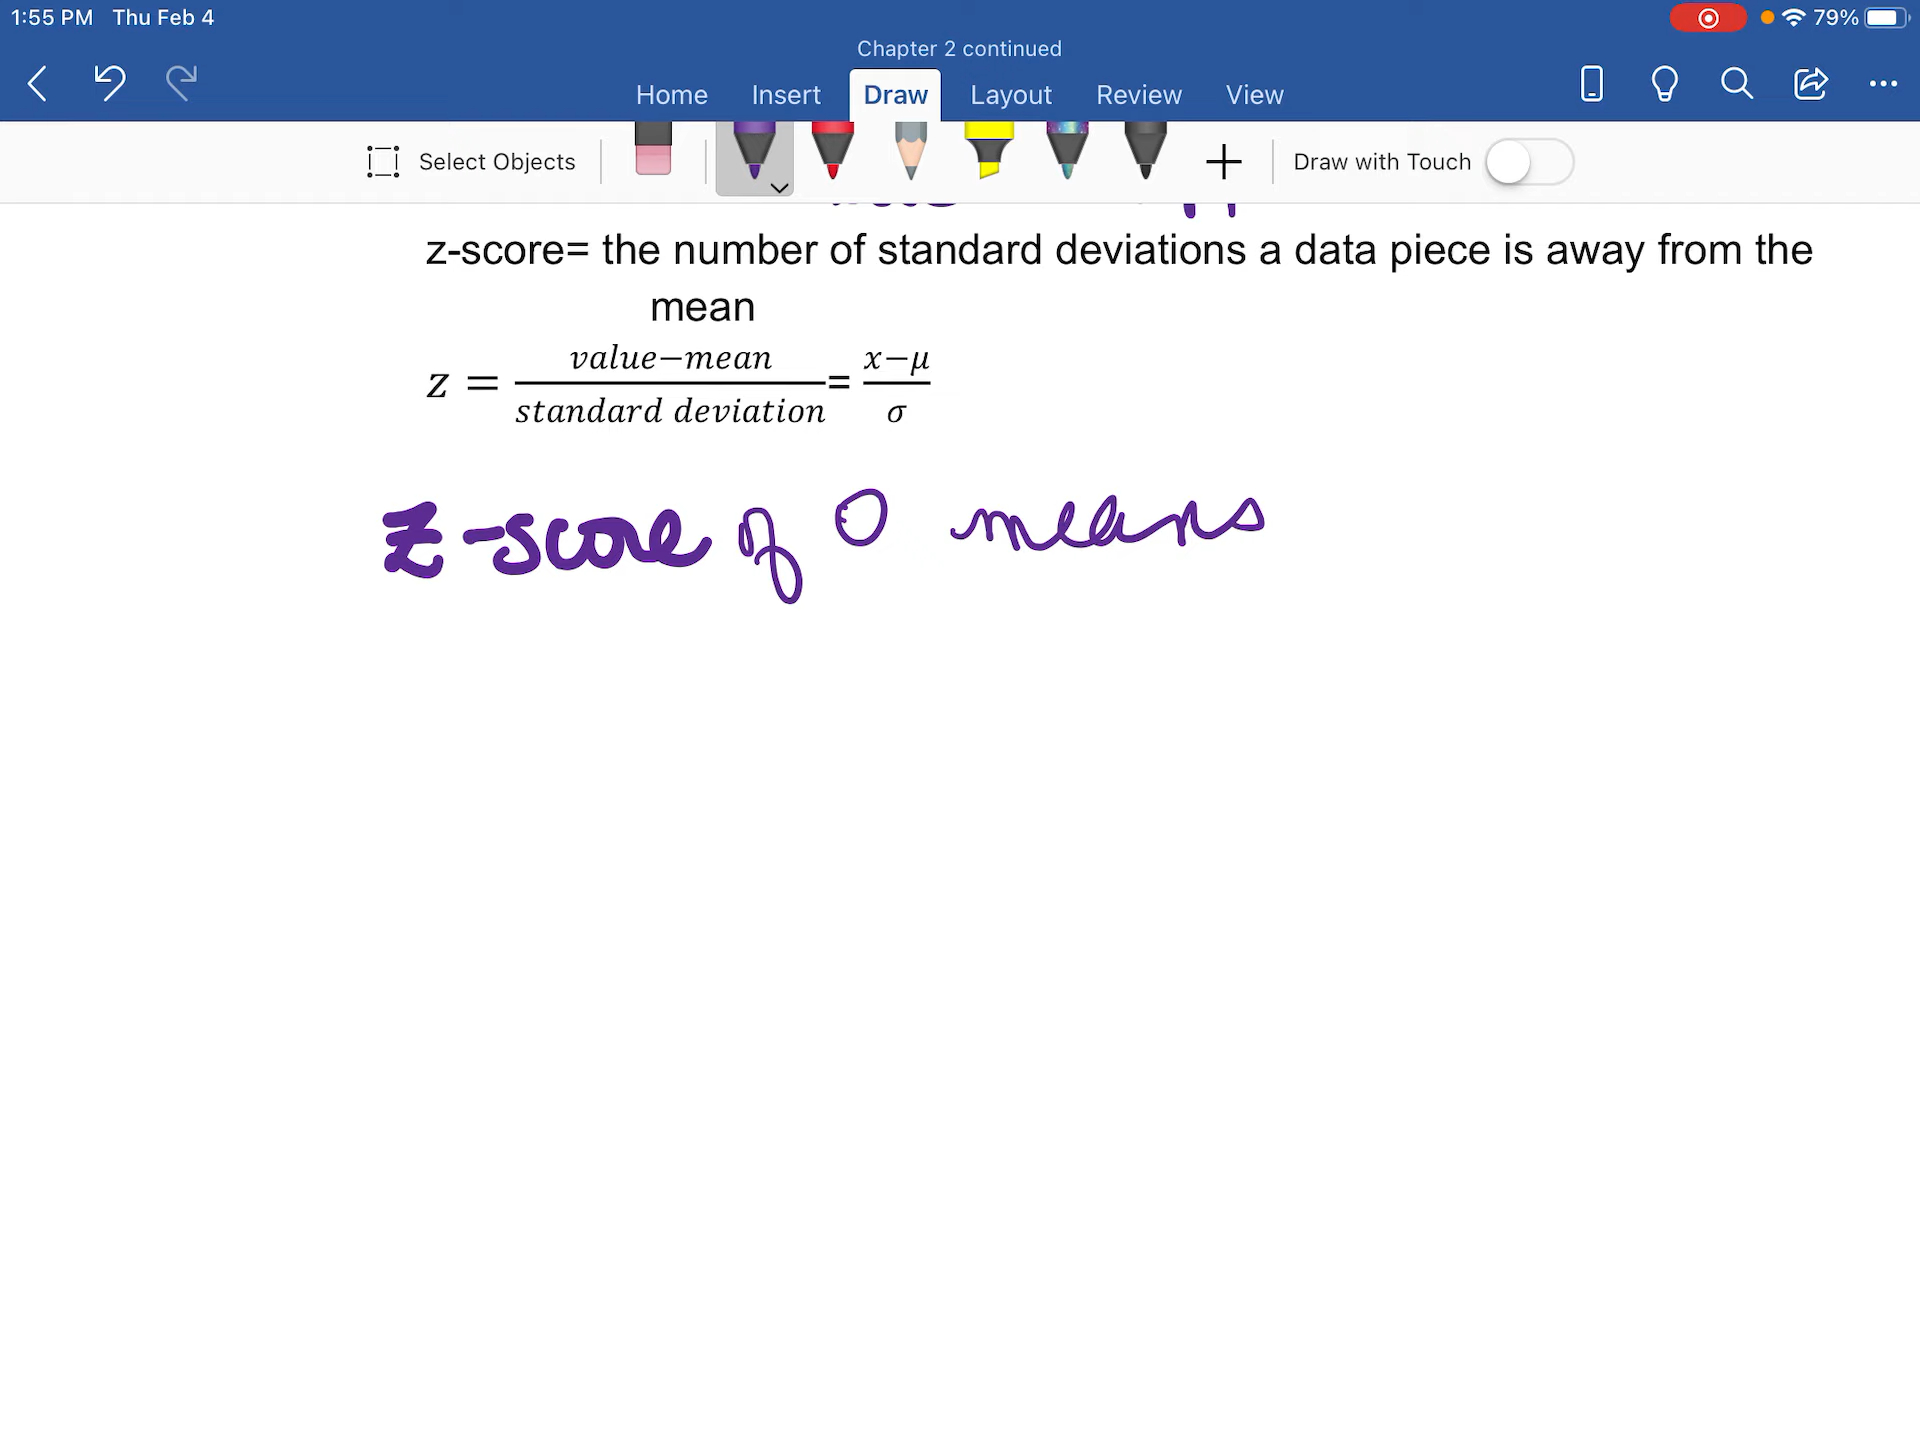 1:55 PM Thu Feb 4
79%
Chapter 2 continued
Home Insert Draw Layout Review View
Select Objects
Draw with Touch
z-score= the number of standard deviations a data piece is away from the
mean
z = value−mean / standard deviation = x−μ / σ
z-score of 0 means